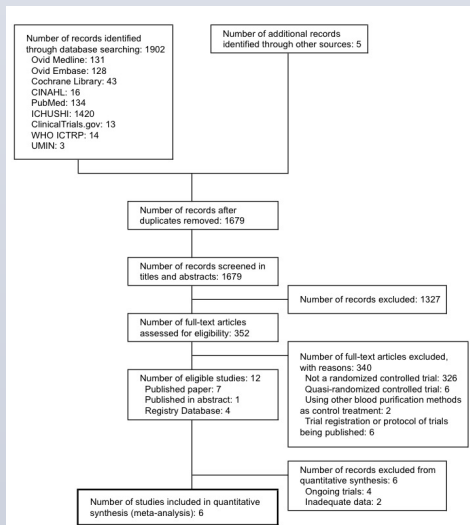 Number of records identified
through database searching: 1902
Ovid Medline: 131
Ovid Embase: 128
Cochrane Library: 43
CINAHL: 16
PubMed: 134
ICHUSHI: 1420
ClinicalTrials.gov: 13
WHO ICTRP: 14
UMIN: 3
Number of additional records
identified through other sources: 5
Number of records after
duplicates removed: 1679
Number of records screened in
titles and abstracts: 1679
Number of records excluded: 1327
Number of full-text articles
assessed for eligibility: 352
Number of full-text articles excluded,
with reasons: 340
Not a randomized controlled trial: 326
Quasi-randomized controlled trial: 6
Using other blood purification methods
as control treatment: 2
Trial registration or protocol of trials
being published: 6
Number of eligible studies: 12
Published paper: 7
Published in abstract: 1
Registry Database: 4
Number of records excluded from
quantitative synthesis: 6
Ongoing trials: 4
Inadequate data: 2
Number of studies included in quantitative
synthesis (meta-analysis): 6